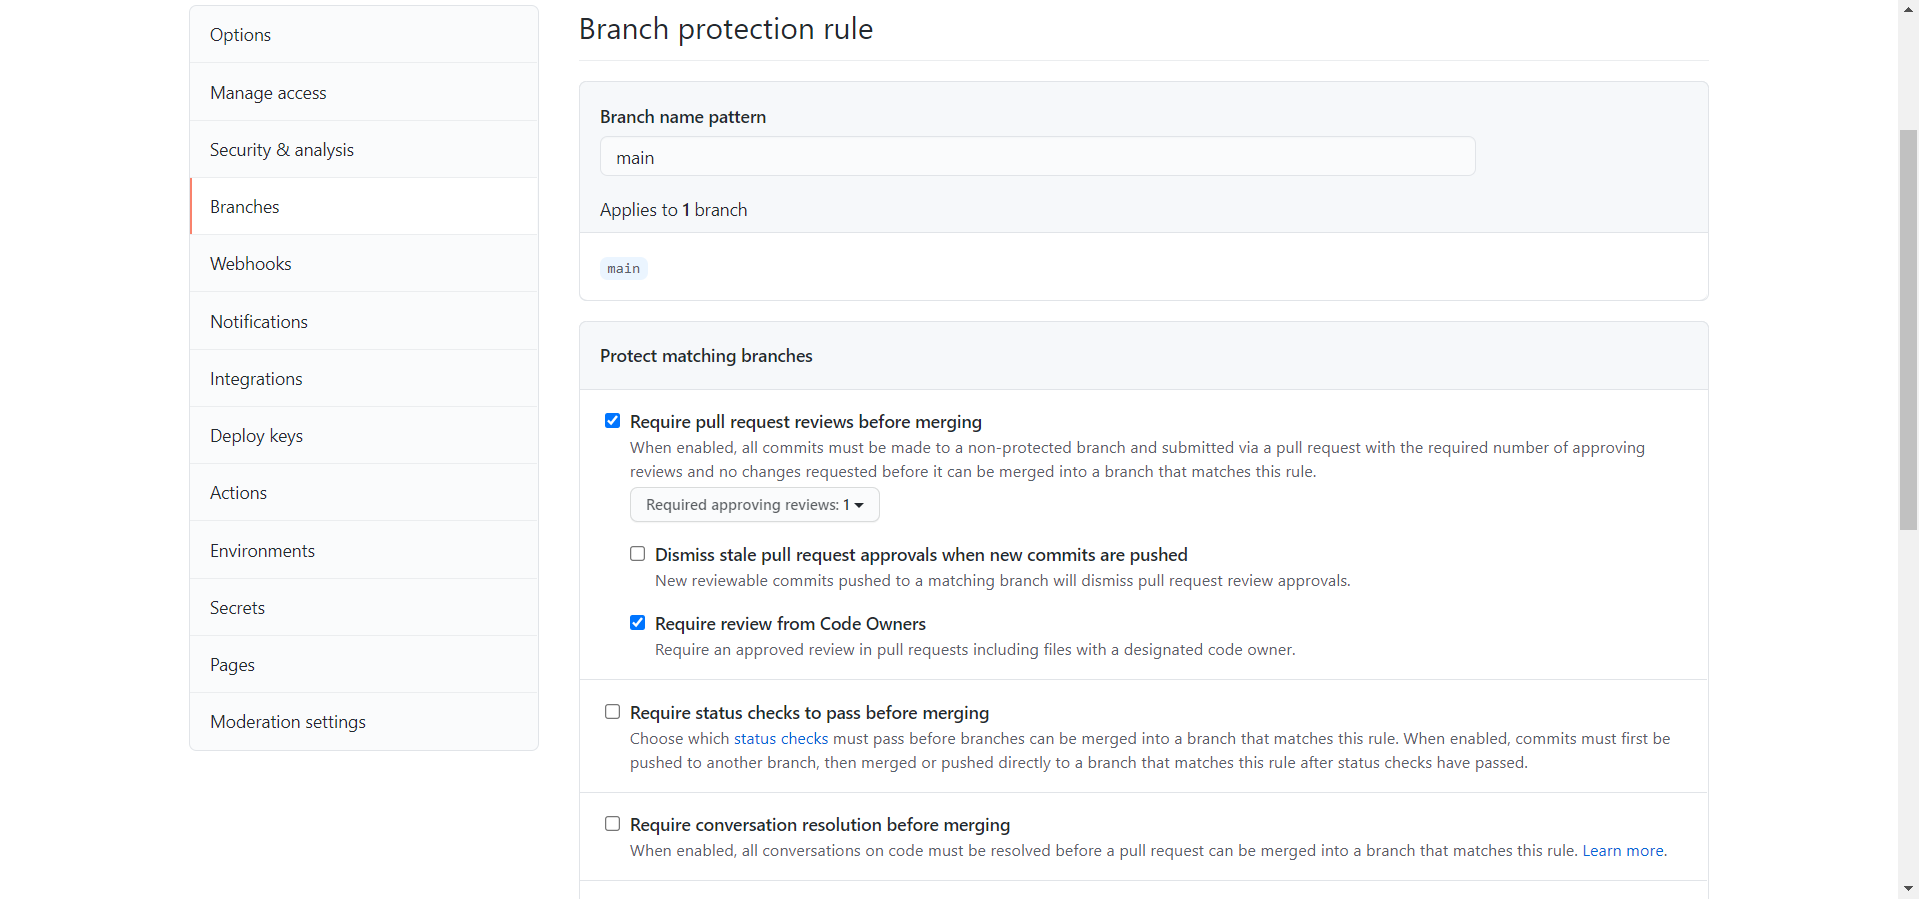 Options
Manage access
Security & analysis
Branches
Webhooks
Notifications
Integrations
Deploy keys
Actions
Environments
Secrets
Pages
Moderation settings
Branch protection rule
Branch name pattern
main
Applies to 1 branch
main
Protect matching branches
Require pull request reviews before merging
When enabled, all commits must be made to a non-protected branch and submitted via a pull request with the required number of approving
reviews and no changes requested before it can be merged into a branch that matches this rule.
Required approving reviews: 1
Dismiss stale pull request approvals when new commits are pushed
New reviewable commits pushed to a matching branch will dismiss pull request review approvals.
Require review from Code Owners
Require an approved review in pull requests including files with a designated code owner.
Require status checks to pass before merging
Choose which status checks must pass before branches can be merged into a branch that matches this rule. When enabled, commits must first be
pushed to another branch, then merged or pushed directly to a branch that matches this rule after status checks have passed.
Require conversation resolution before merging
When enabled, all conversations on code must be resolved before a pull request can be merged into a branch that matches this rule. Learn more.